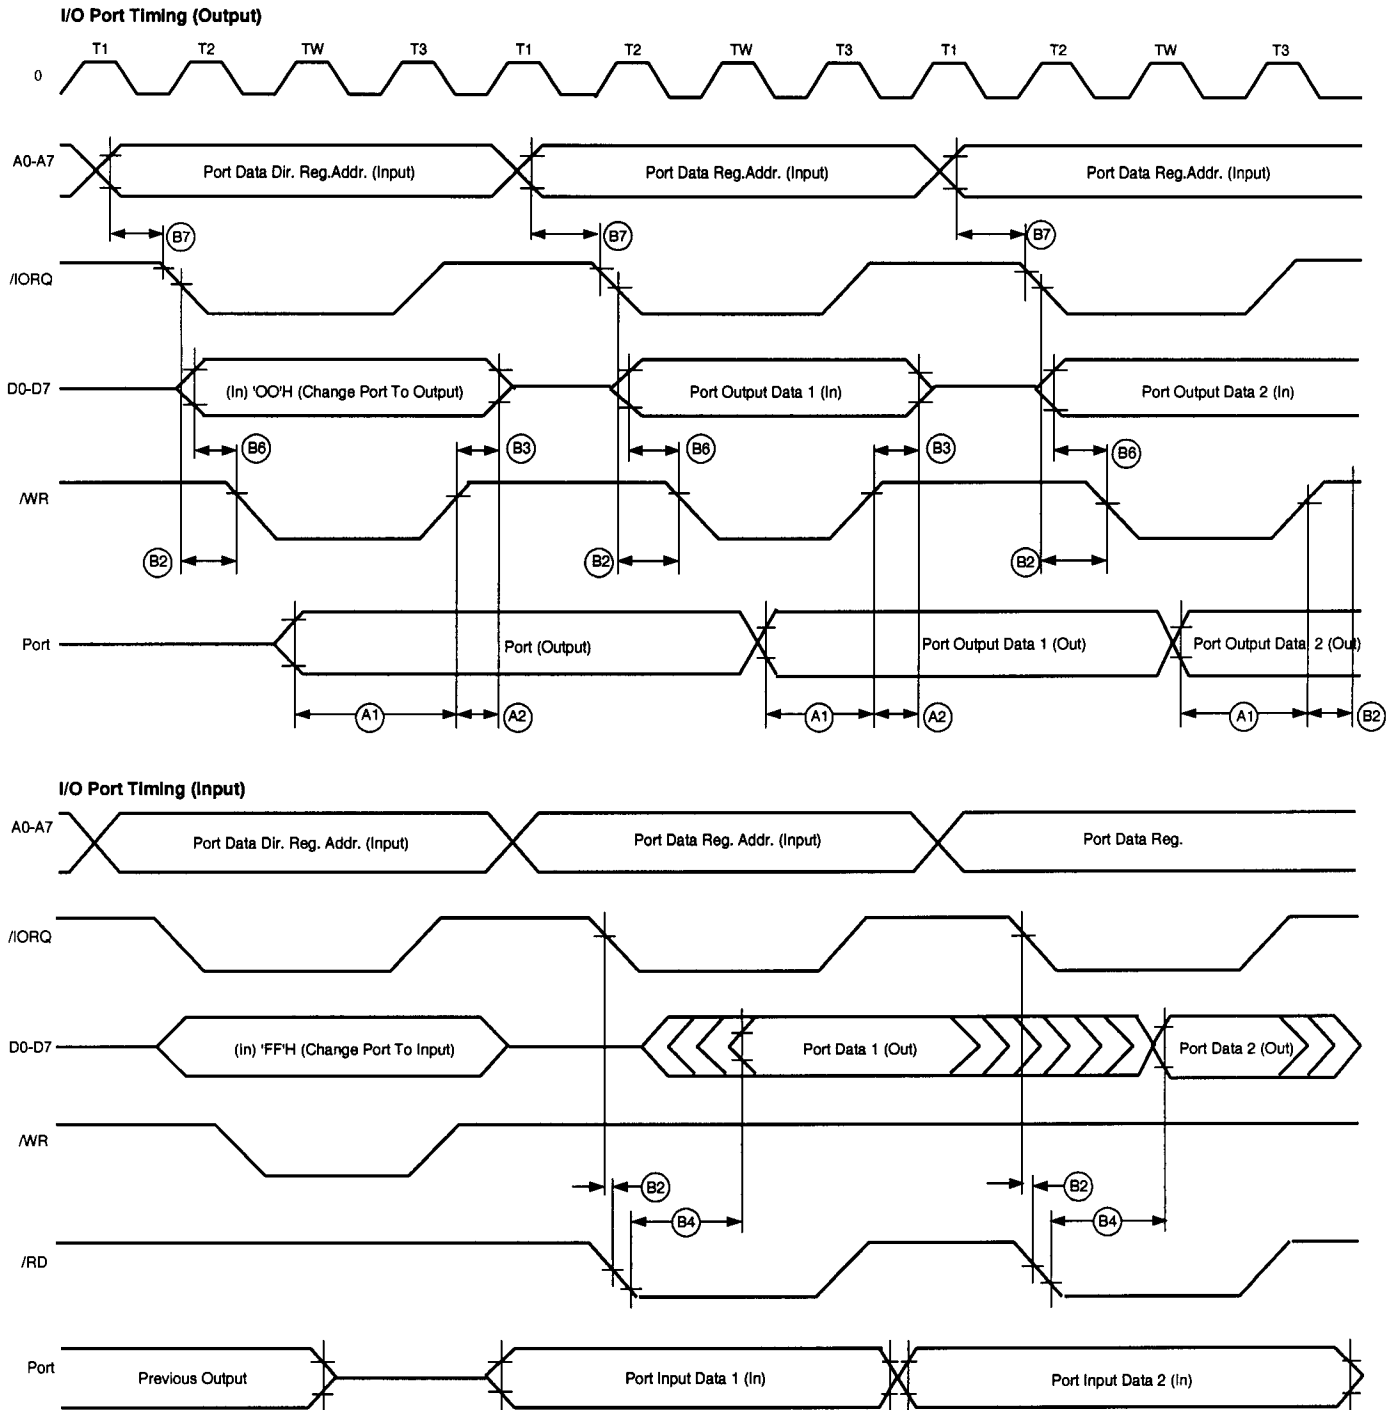 I/O Port Timing (Output)
T1 T2 TW T3 T1 T2 TW T3 T1 T2 TW T3
0
A0-A7 Port Data Dir. Reg.Addr. (Input) Port Data Reg.Addr. (Input) Port Data Reg.Addr. (Input)
B7 B7 B7
/IORQ
D0-D7 (In) 'OO'H (Change Port To Output) Port Output Data 1 (In) Port Output Data 2 (In)
B6 B3 B6 B3 B6
/WR
B2 B2 B2
Port Port (Output) Port Output Data 1 (Out) Port Output Data 2 (Out)
A1 A2 A1 A2 A1 B2
I/O Port Timing (Input)
A0-A7 Port Data Dir. Reg. Addr. (Input) Port Data Reg. Addr. (Input) Port Data Reg.
/IORQ
D0-D7 (In) 'FF'H (Change Port To Input) Port Data 1 (Out) Port Data 2 (Out)
/WR
B2 B2
B4 B4
/RD
Port Previous Output Port Input Data 1 (In) Port Input Data 2 (In)